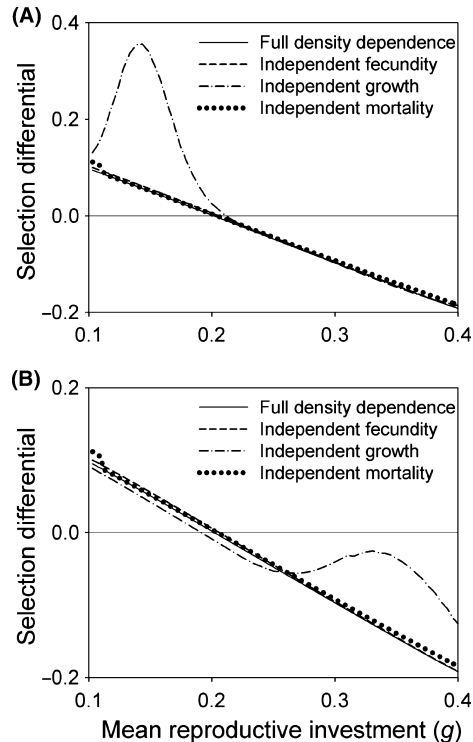 (A)
0.4
0.2
0.0
−0.2
Selection differential
Full density dependence
Independent fecundity
Independent growth
Independent mortality
0.1 0.2 0.3 0.4
(B)
0.2
0.0
−0.2
Selection differential
Full density dependence
Independent fecundity
Independent growth
Independent mortality
0.1 0.2 0.3 0.4
Mean reproductive investment (g)